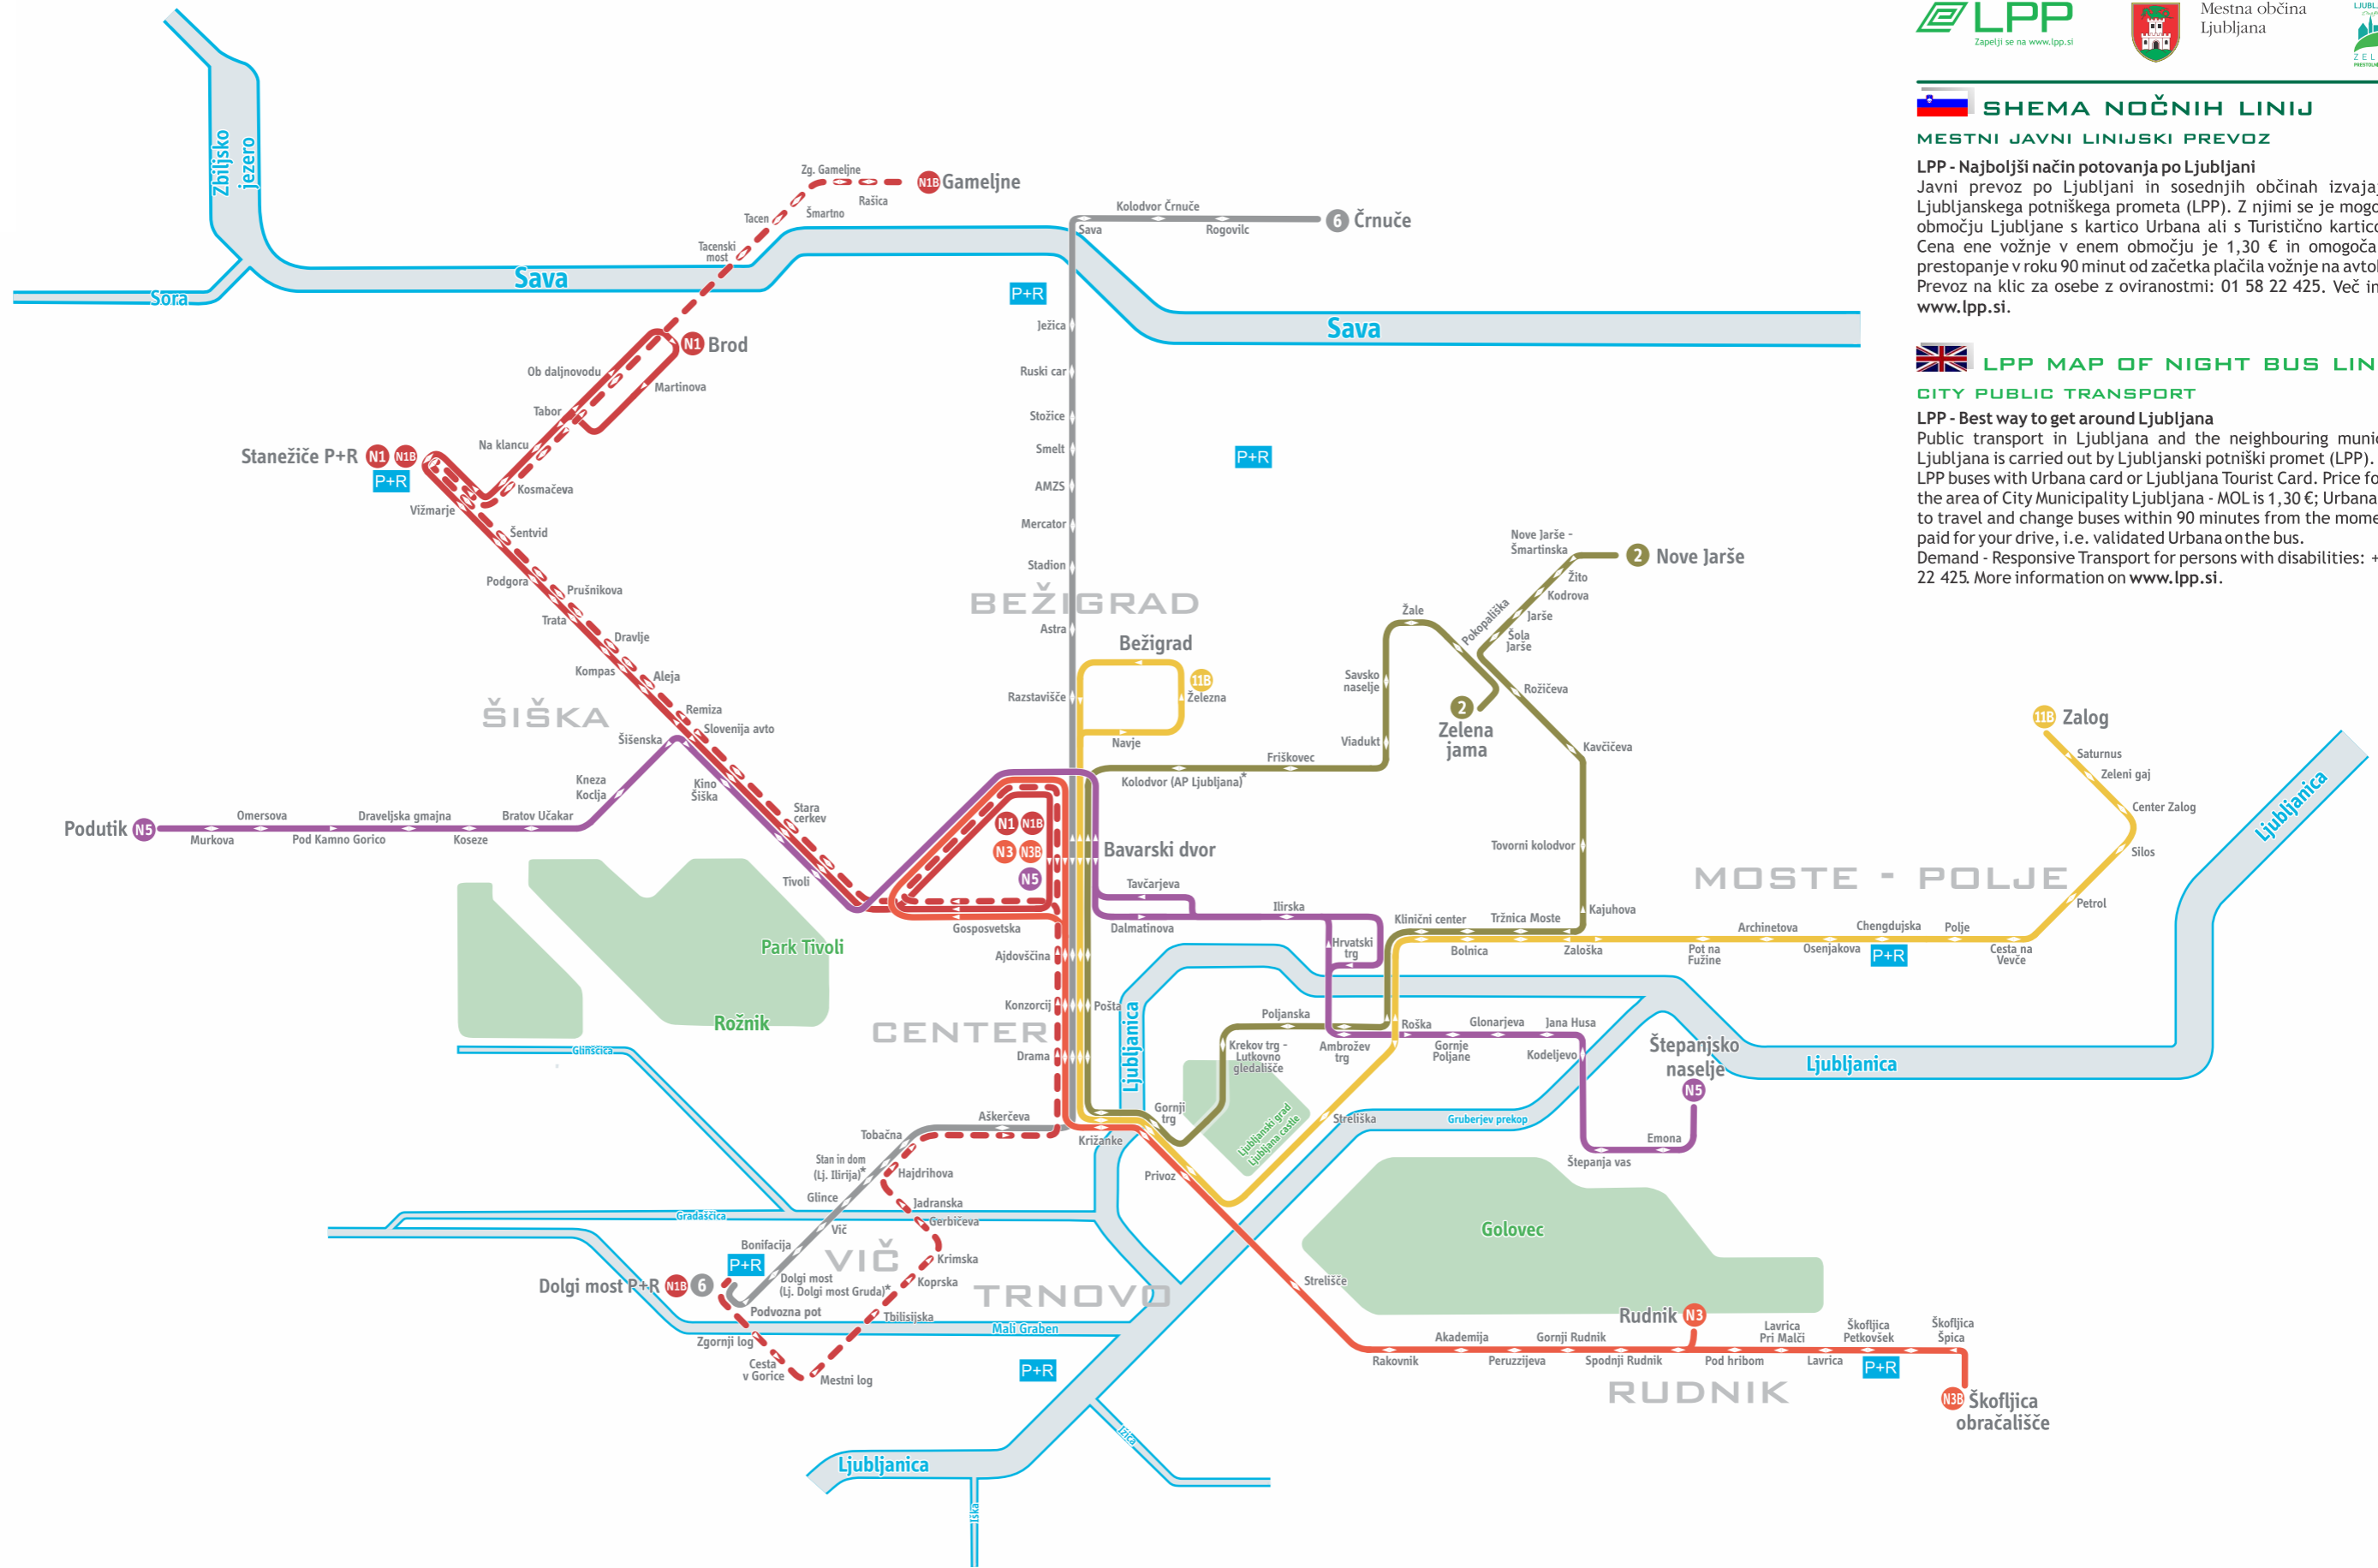 LPP
Zapelji se na www.lpp.si
Mestna občina
Ljubljana
SHEMA NOČNIH LINIJ
MESTNI JAVNI LINIJSKI PREVOZ
LPP - Najboljši način potovanja po Ljubljani
Javni prevoz po Ljubljani in sosednjih občinah izvaja
Ljubljanskega potniškega prometa (LPP). Z njimi se je mogo
območju Ljubljane s kartico Urbana ali s Turistično kartico
Cena ene vožnje v enem območju je 1,30 € in omogoča
prestopanje v roku 90 minut od začetka plačila vožnje na avto
Prevoz na klic za osebe z oviranostmi: 01 58 22 425. Več in
www.lpp.si.
LPP MAP OF NIGHT BUS LIN
CITY PUBLIC TRANSPORT
LPP - Best way to get around Ljubljana
Public transport in Ljubljana and the neighbouring munic
Ljubljana is carried out by Ljubljanski potniški promet (LPP).
LPP buses with Urbana card or Ljubljana Tourist Card. Price fo
the area of City Municipality Ljubljana - MOL is 1,30 €; Urbana
to travel and change buses within 90 minutes from the mome
paid for your drive, i.e. validated Urbana on the bus.
Demand - Responsive Transport for persons with disabilities: +
22 425. More information on www.lpp.si.
Zbiljsko
jezero
Sora
Sava
Sava
Zg. Gameljne
N1B Gameljne
Rašica
Šmartno
Tacen
Tacenski
most
Kolodvor Črnuče
6 Črnuče
Sava
Rogovilc
P+R
N1 Brod
Ob daljnovodu
Martinova
Tabor
Na klancu
Stanežiče P+R N1 N1B
P+R
Kosmačeva
Vižmarje
Šentvid
Podgora
Prušnikova
Trata
Dravlje
Kompas
Aleja
Remiza
ŠIŠKA
Slovenija avto
Šišenska
Kneza
Koclja
Kino
Šiška
Stara
cerkev
Tivoli
Podutik N5
Murkova
Omersova
Pod Kamno Gorico
Draveljska gmajna
Koseze
Bratov Učakar
Ježica
Ruski car
Stožice
Smelt
P+R
AMZS
Mercator
Stadion
BEŽIGRAD
Astra
Bežigrad
11B
Razstavišče
Železna
Navje
Kolodvor (AP Ljubljana)*
Friškovec
Viadukt
Savsko
naselje
Žale
Pokopališka
Nove Jarše -
Šmartinska
2 Nove Jarše
Žito
Kodrova
Jarše
Šola
Jarše
Rožičeva
2
Zelena
jama
Kavčičeva
Tovorni kolodvor
Kajuhova
11B Zalog
Saturnus
Zeleni gaj
Center Zalog
Silos
Petrol
Ljubljanica
MOSTE - POLJE
N1 N1B
N3 N3B
N5
Bavarski dvor
Tavčarjeva
Dalmatinova
Ilirska
Hrvatski
trg
Klinični center
Bolnica
Tržnica Moste
Zaloška
Pot na
Fužine
Archinetova
Osenjakova
Chengdujska
P+R
Polje
Cesta na
Vevče
Gosposvetska
Ajdovščina
Konzorcij
Pošta
CENTER
Drama
Park Tivoli
Rožnik
Glinščica
Ljubljanica
Poljanska
Krekov trg -
Lutkovno
gledališče
Ambrožev
trg
Roška
Gornje
Poljane
Glonarjeva
Jana Husa
Kodeljevo
Štepanjsko
naselje
N5
Emona
Štepanja vas
Ljubljanica
Gornji
trg
Ljubljanski grad
Ljubljana castle
Streliška
Gruberjev prekop
Aškerčeva
Križanke
Privoz
Tobačna
Stan in dom
(Lj. Ilirija)*
Hajdrihova
Glince
Jadranska
Vič
Gerbičeva
Gradaščica
Bonifacija
VIČ
Krimska
P+R
Dolgi most P+R N1B 6
Dolgi most
(Lj. Dolgi most Gruda)*
Koprska
Podvozna pot
Tbilisijska
TRNOVO
Mali Graben
Zgornji log
Cesta
v Gorice
Mestni log
P+R
Golovec
Strelišče
Rudnik N3
Rakovnik
Akademija
Peruzzijeva
Gornji Rudnik
Spodnji Rudnik
Pod hribom
Lavrica
Pri Malči
Lavrica
Škofljica
Petkovšek
P+R
Škofljica
Špica
RUDNIK
N3B Škofljica
obračališče
Ljubljanica
Ižica
Iška